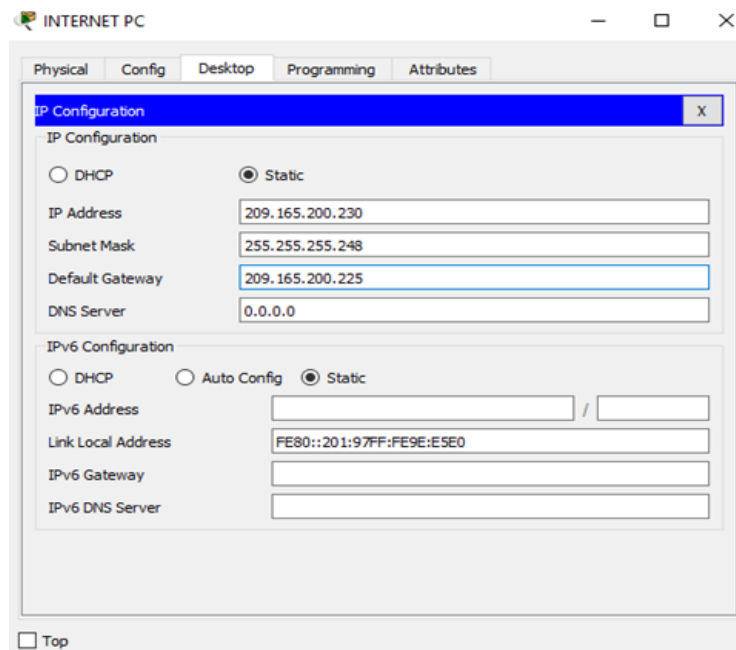 INTERNET PC
Physical Config Desktop Programming Attributes
IP Configuration X
IP Configuration
DHCP Static
IP Address 209.165.200.230
Subnet Mask 255.255.255.248
Default Gateway 209.165.200.225
DNS Server 0.0.0.0
IPv6 Configuration
DHCP Auto Config Static
IPv6 Address /
Link Local Address FE80::201:97FF:FE9E:E5E0
IPv6 Gateway
IPv6 DNS Server
Top